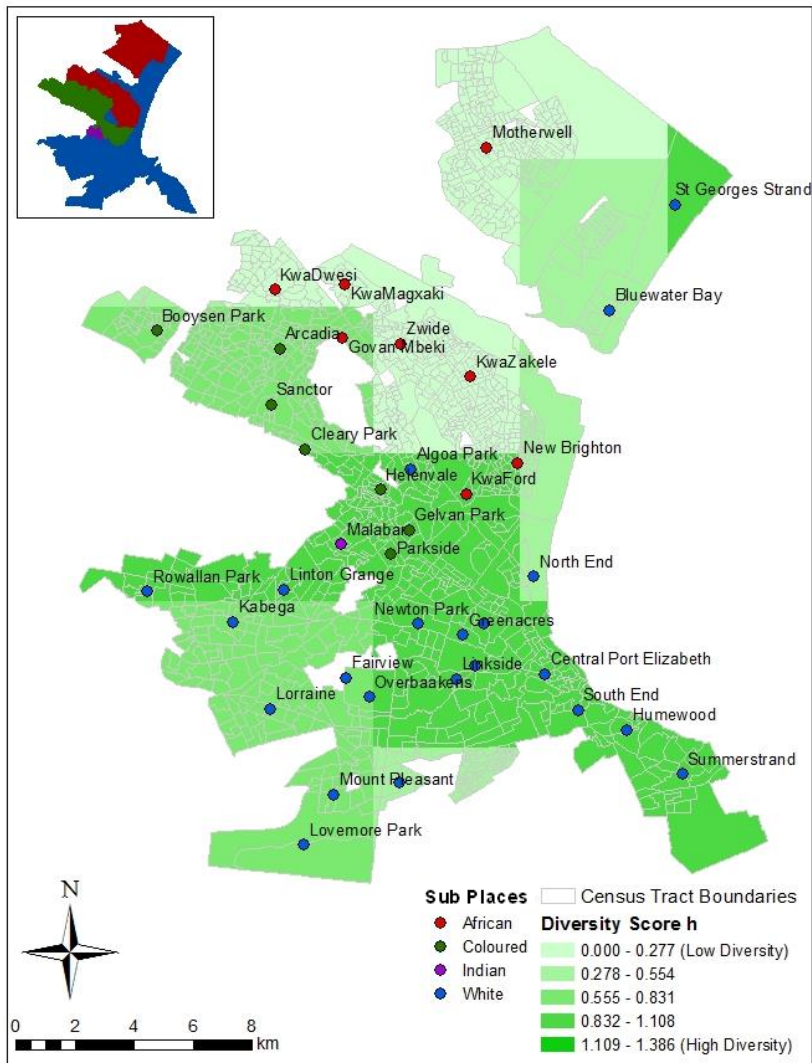 Motherwell
St Georges Strand
KwaDwesi
KwaMagxaki
Bluewater Bay
Booysen Park
Arcadia
Zwide
Govan Mbeki
KwaZakele
Sanctor
Cleary Park
Algoa Park
New Brighton
Helenvale
KwaFord
Gelvan Park
Malabar
Parkside
North End
Rowallan Park
Linton Grange
Kabega
Newton Park
Greenacres
Fairview
Linkside
Central Port Elizabeth
Overbaakens
Lorraine
South End
Humewood
Summerstrand
Mount Pleasant
Lovemore Park
N
0 2 4 6 8
km
Sub Places
African
Coloured
Indian
White
Census Tract Boundaries
Diversity Score h
0.000 - 0.277 (Low Diversity)
0.278 - 0.554
0.555 - 0.831
0.832 - 1.108
1.109 - 1.386 (High Diversity)